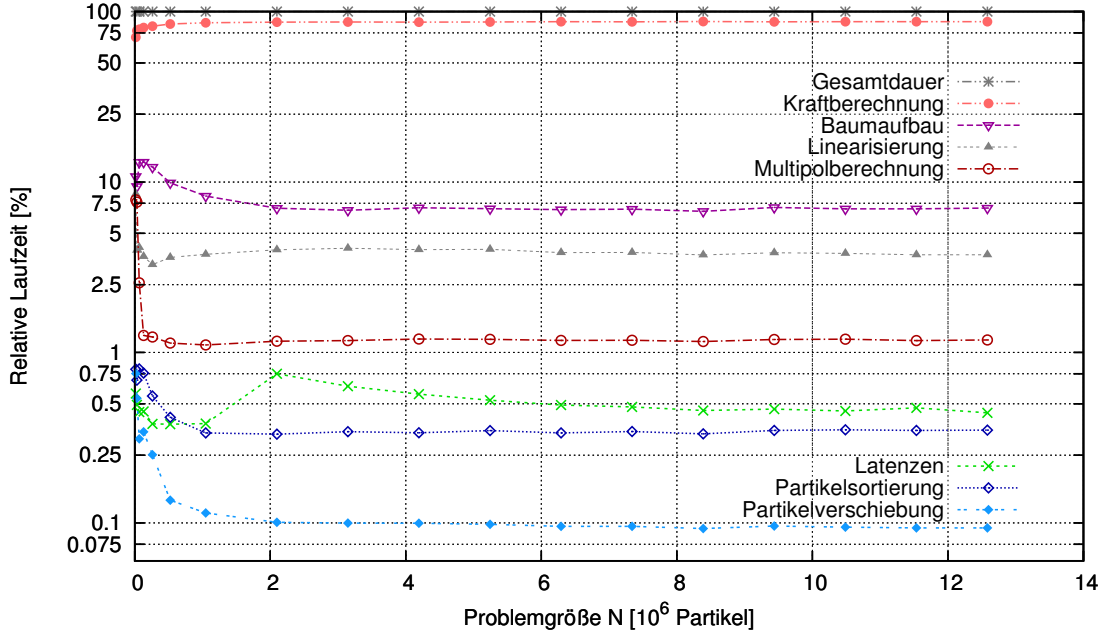 100
75
50
25
10
7.5
5
2.5
1
0.75
0.5
0.25
0.1
0.075
Relative Laufzeit [%]
Gesamtdauer
Kraftberechnung
Baumaufbau
Linearisierung
Multipolberechnung
Latenzen
Partikelsortierung
Partikelverschiebung
0 2 4 6 8 10 12 14
Problemgröße N [10⁶ Partikel]